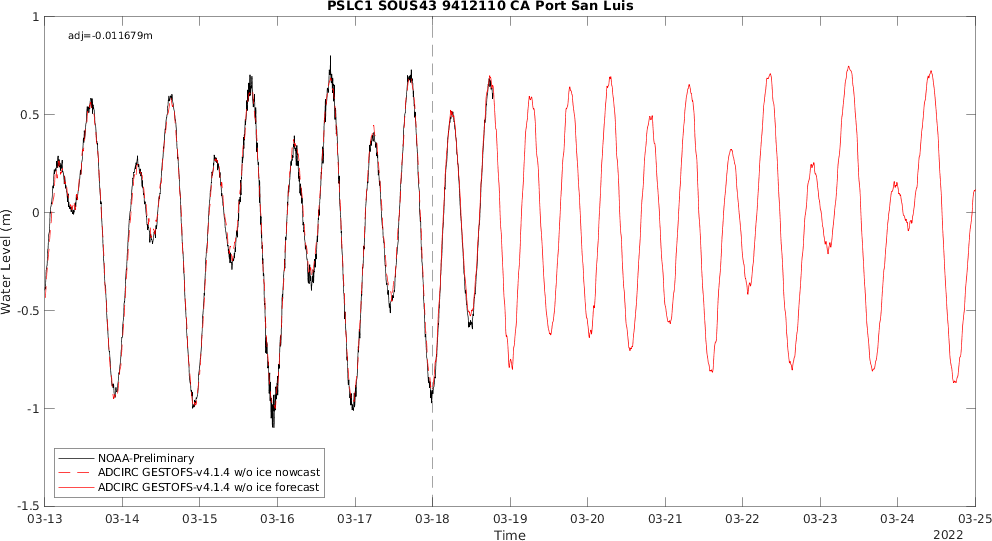 PSLC1 SOUS43 9412110 CA Port San Luis
1
adj=-0.011679m
0.5
0
Water Level (m)
-0.5
-1
NOAA-Preliminary
ADCIRC GESTOFS-v4.1.4 w/o ice nowcast
ADCIRC GESTOFS-v4.1.4 w/o ice forecast
-1.5
03-13 03-14 03-15 03-16 03-17 03-18 03-19 03-20 03-21 03-22 03-23 03-24 03-25
Time
2022